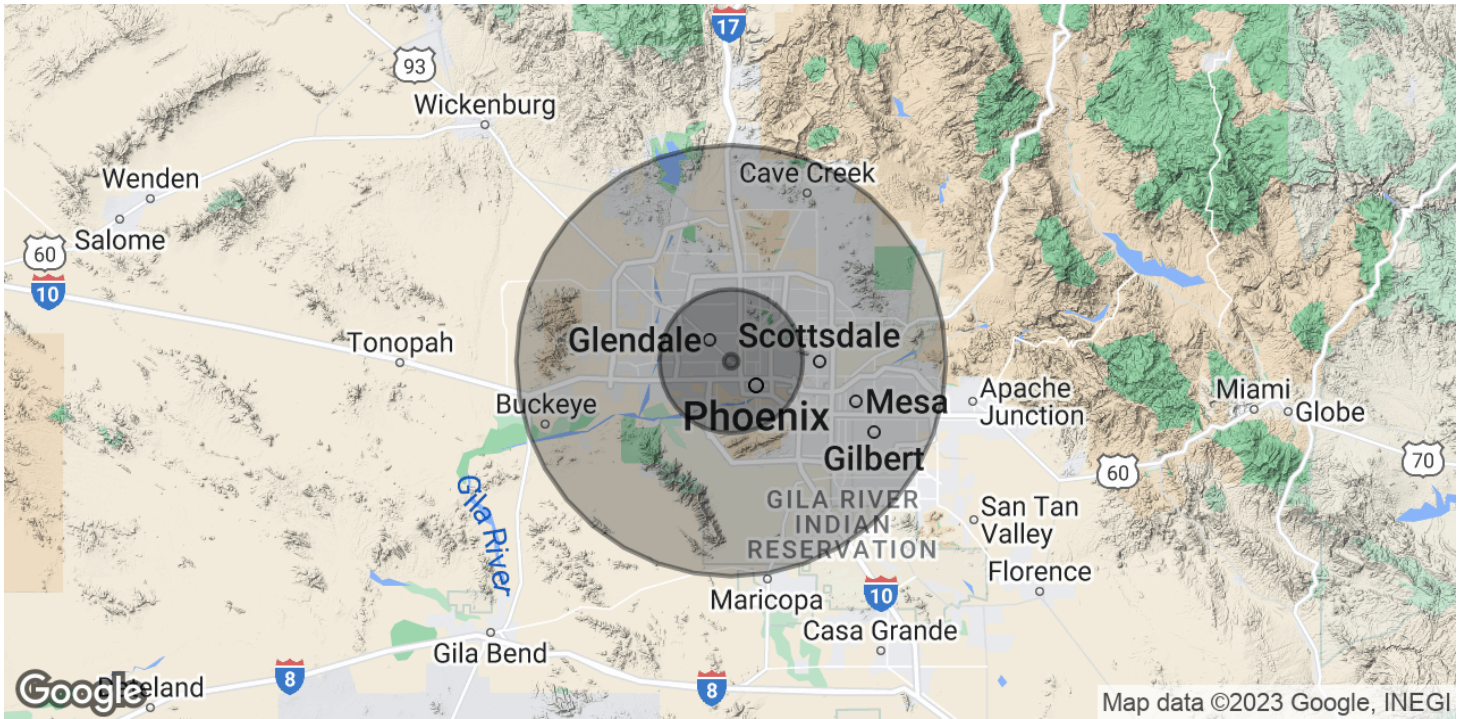 17
93
Wickenburg
Cave Creek
Wenden
Salome
60
10
Tonopah
Glendale
Scottsdale
Buckeye
Phoenix
Mesa
Apache
Junction
Miami
Globe
Gilbert
60
70
Gila River
GILA RIVER
INDIAN
RESERVATION
San Tan
Valley
Florence
Maricopa
10
Casa Grande
Gila Bend
8
8
Google
Dateland
Map data ©2023 Google, INEGI